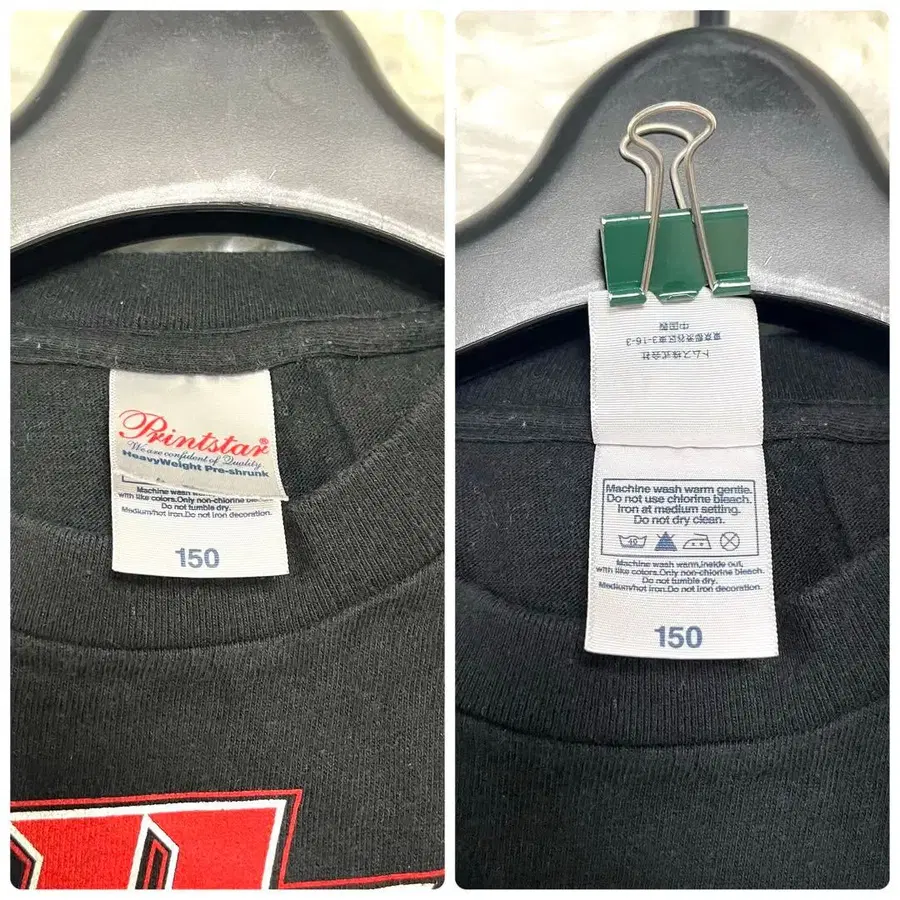 Printstar®
We are confident of Quality
HeavyWeight Pre-shrunk
Machine wash warm
with like colors.Only non-chlorine
Do not tumble dry.
Medium/hot iron.Do not iron decoration.
150
トムス株式会社
東京都渋谷区東3-16-3
中国製
Machine wash warm gentle.
Do not use chlorine bleach.
Iron at medium setting.
Do not dry clean.
40
Machine wash warm,inside out,
with like colors.Only non-chlorine bleach.
Do not tumble dry.
Medium/hot iron.Do not iron decoration.
150